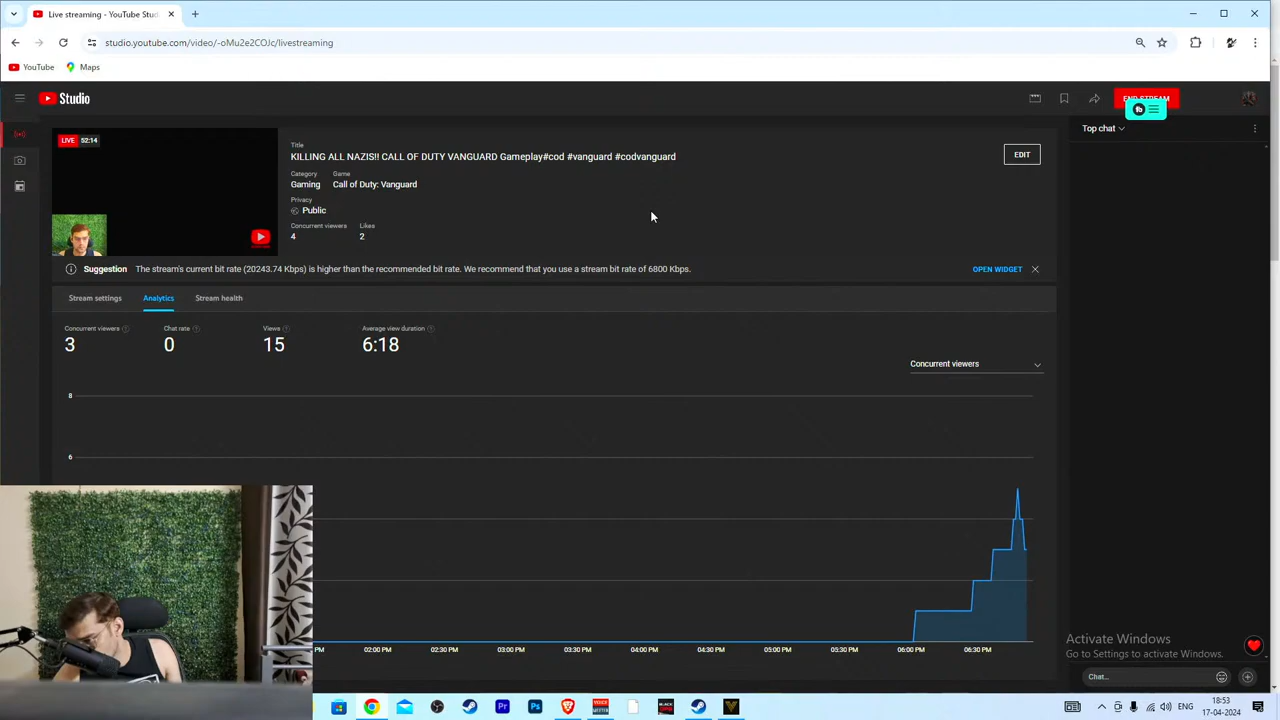 Live streaming - YouTube Stud
studio.youtube.com/video/-oMu2e2COJc/livestreaming
YouTube
Maps
Studio
END STREAM
Top chat
LIVE 52:14
Title
KILLING ALL NAZIS!! CALL OF DUTY VANGUARD Gameplay#cod #vanguard #codvanguard
EDIT
Category Game
Gaming Call of Duty: Vanguard
Privacy
Public
Concurrent viewers Likes
4 2
Suggestion The stream's current bit rate (20243.74 Kbps) is higher than the recommended bit rate. We recommend that you use a stream bit rate of 6800 Kbps.
OPEN WIDGET
Stream settings Analytics Stream health
Concurrent viewers Chat rate Views Average view duration
3 0 15 6:18
Concurrent viewers
8
6
PM 02:00 PM 02:30 PM 03:00 PM 03:30 PM 04:00 PM 04:30 PM 05:00 PM 05:30 PM 06:00 PM 06:30 PM
Activate Windows
Go to Settings to activate Windows.
Chat...
Pr
Ps
ENG
18:53
17-04-2024